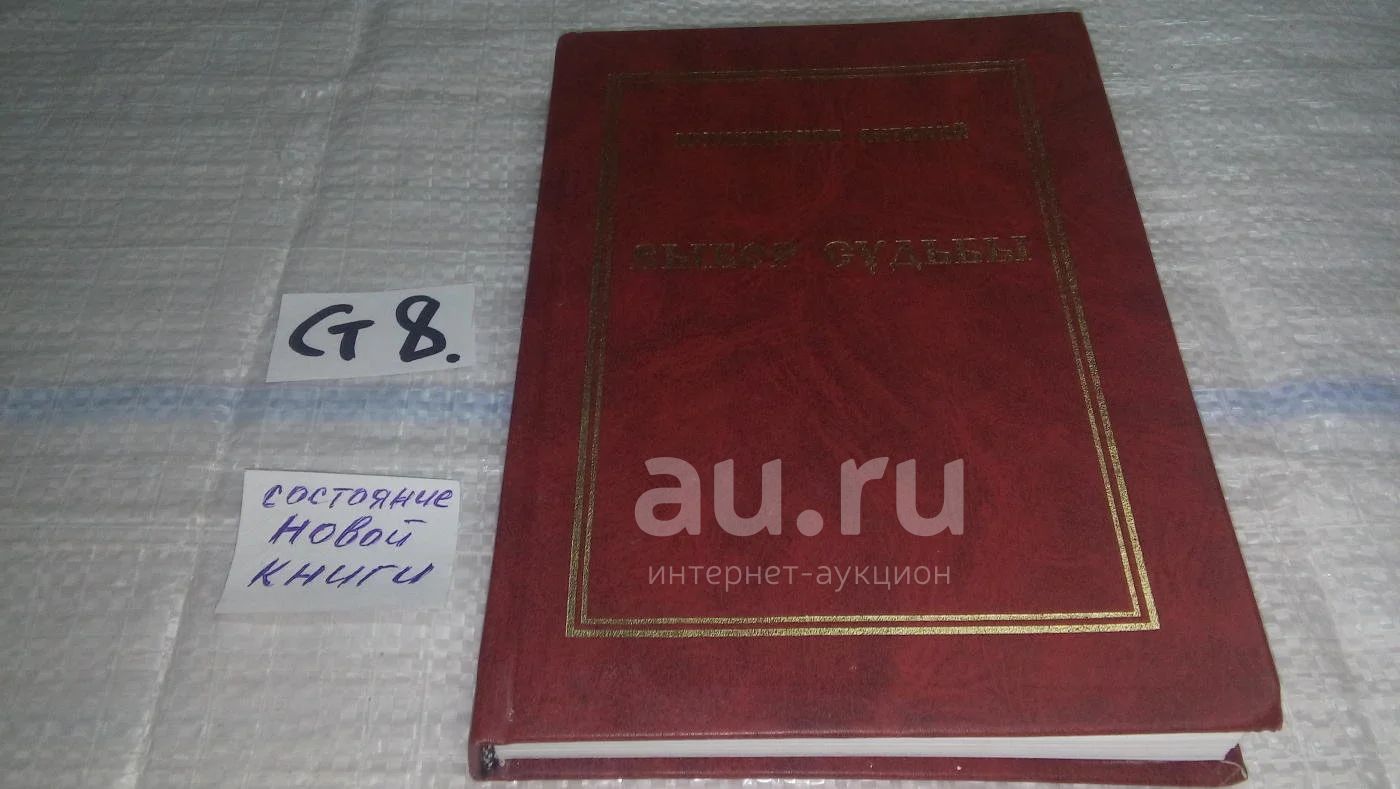 ВЫБОР СУДЬБЫ
Ст 8.
состояние
новой
книги
au.ru
интернет-аукцион